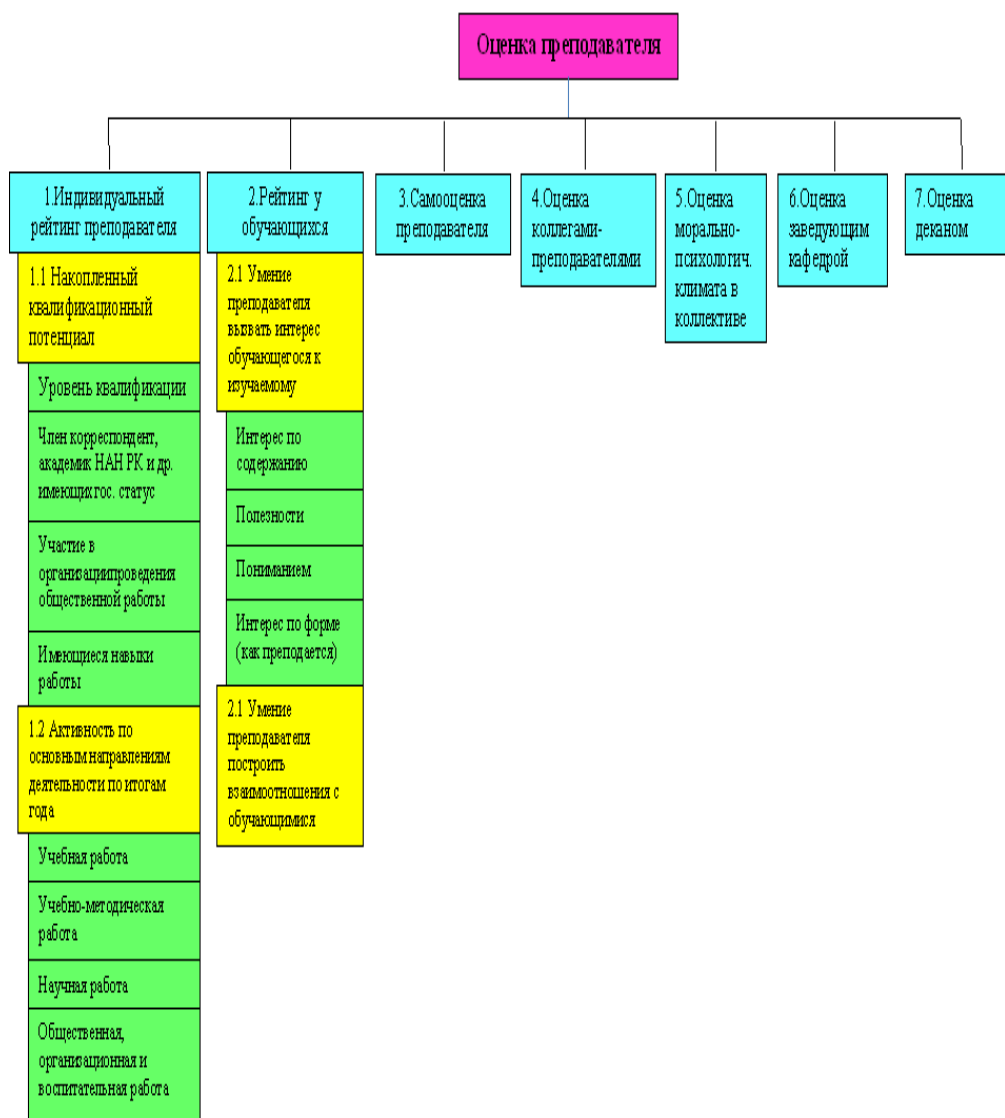 Оценка преподавателя
1.Индивидуальный
рейтинг преподавателя
1.1 Накопленный
квалификационный
потенциал
Уровень квалификации
Член корреспондент,
академик НАН РК и др.
имеющих гос. статус
Участие в
организациипроведения
общественной работы
Имеющиеся навыки
работы
1.2 Активность по
основным направлениям
деятельности по итогам
года
Учебная работа
Учебно-методическая
работа
Научная работа
Общественная,
организационная и
воспитательная работа
2.Рейтинг у
обучающихся
2.1 Умение
преподавателя
вызвать интерес
обучающегося к
изучаемому
Интерес по
содержанию
Полезности
Пониманием
Интерес по форме
(как преподается)
2.1 Умение
преподавателя
построить
взаимоотношения с
обучающимися
3.Самооценка
преподавателя
4.Оценка
коллегами-
преподавателями
5.Оценка
морально-
психологич.
климата в
коллективе
6.Оценка
заведующим
кафедрой
7.Оценка
деканом